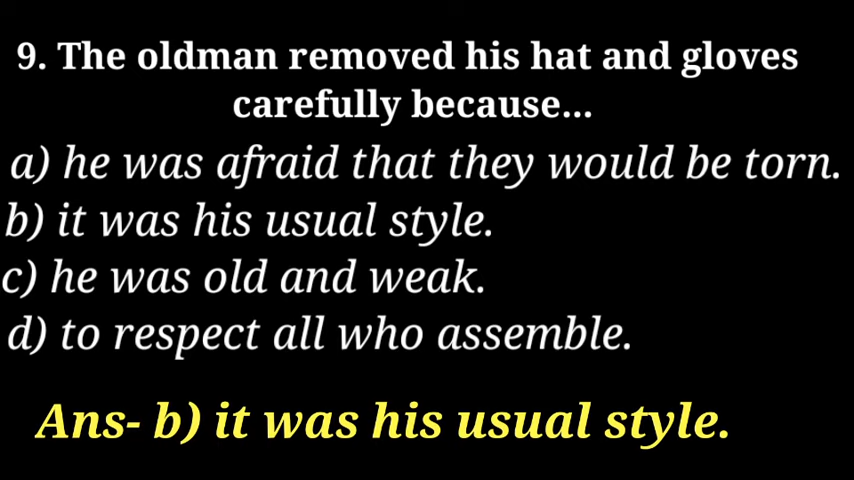 9. The oldman removed his hat and gloves
carefully because...
a) he was afraid that they would be torn.
b) it was his usual style.
c) he was old and weak.
d) to respect all who assemble.
Ans- b) it was his usual style.